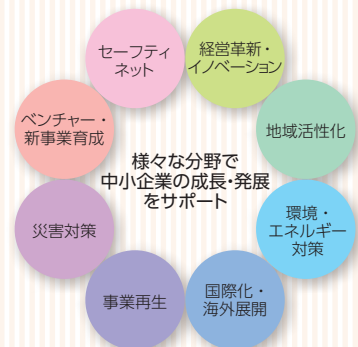 セーフティ
ネット
経営革新・
イノベーション
ベンチャー・
新事業育成
地域活性化
様々な分野で
中小企業の成長・発展
をサポート
災害対策
環境・
エネルギー
対策
事業再生
国際化・
海外展開